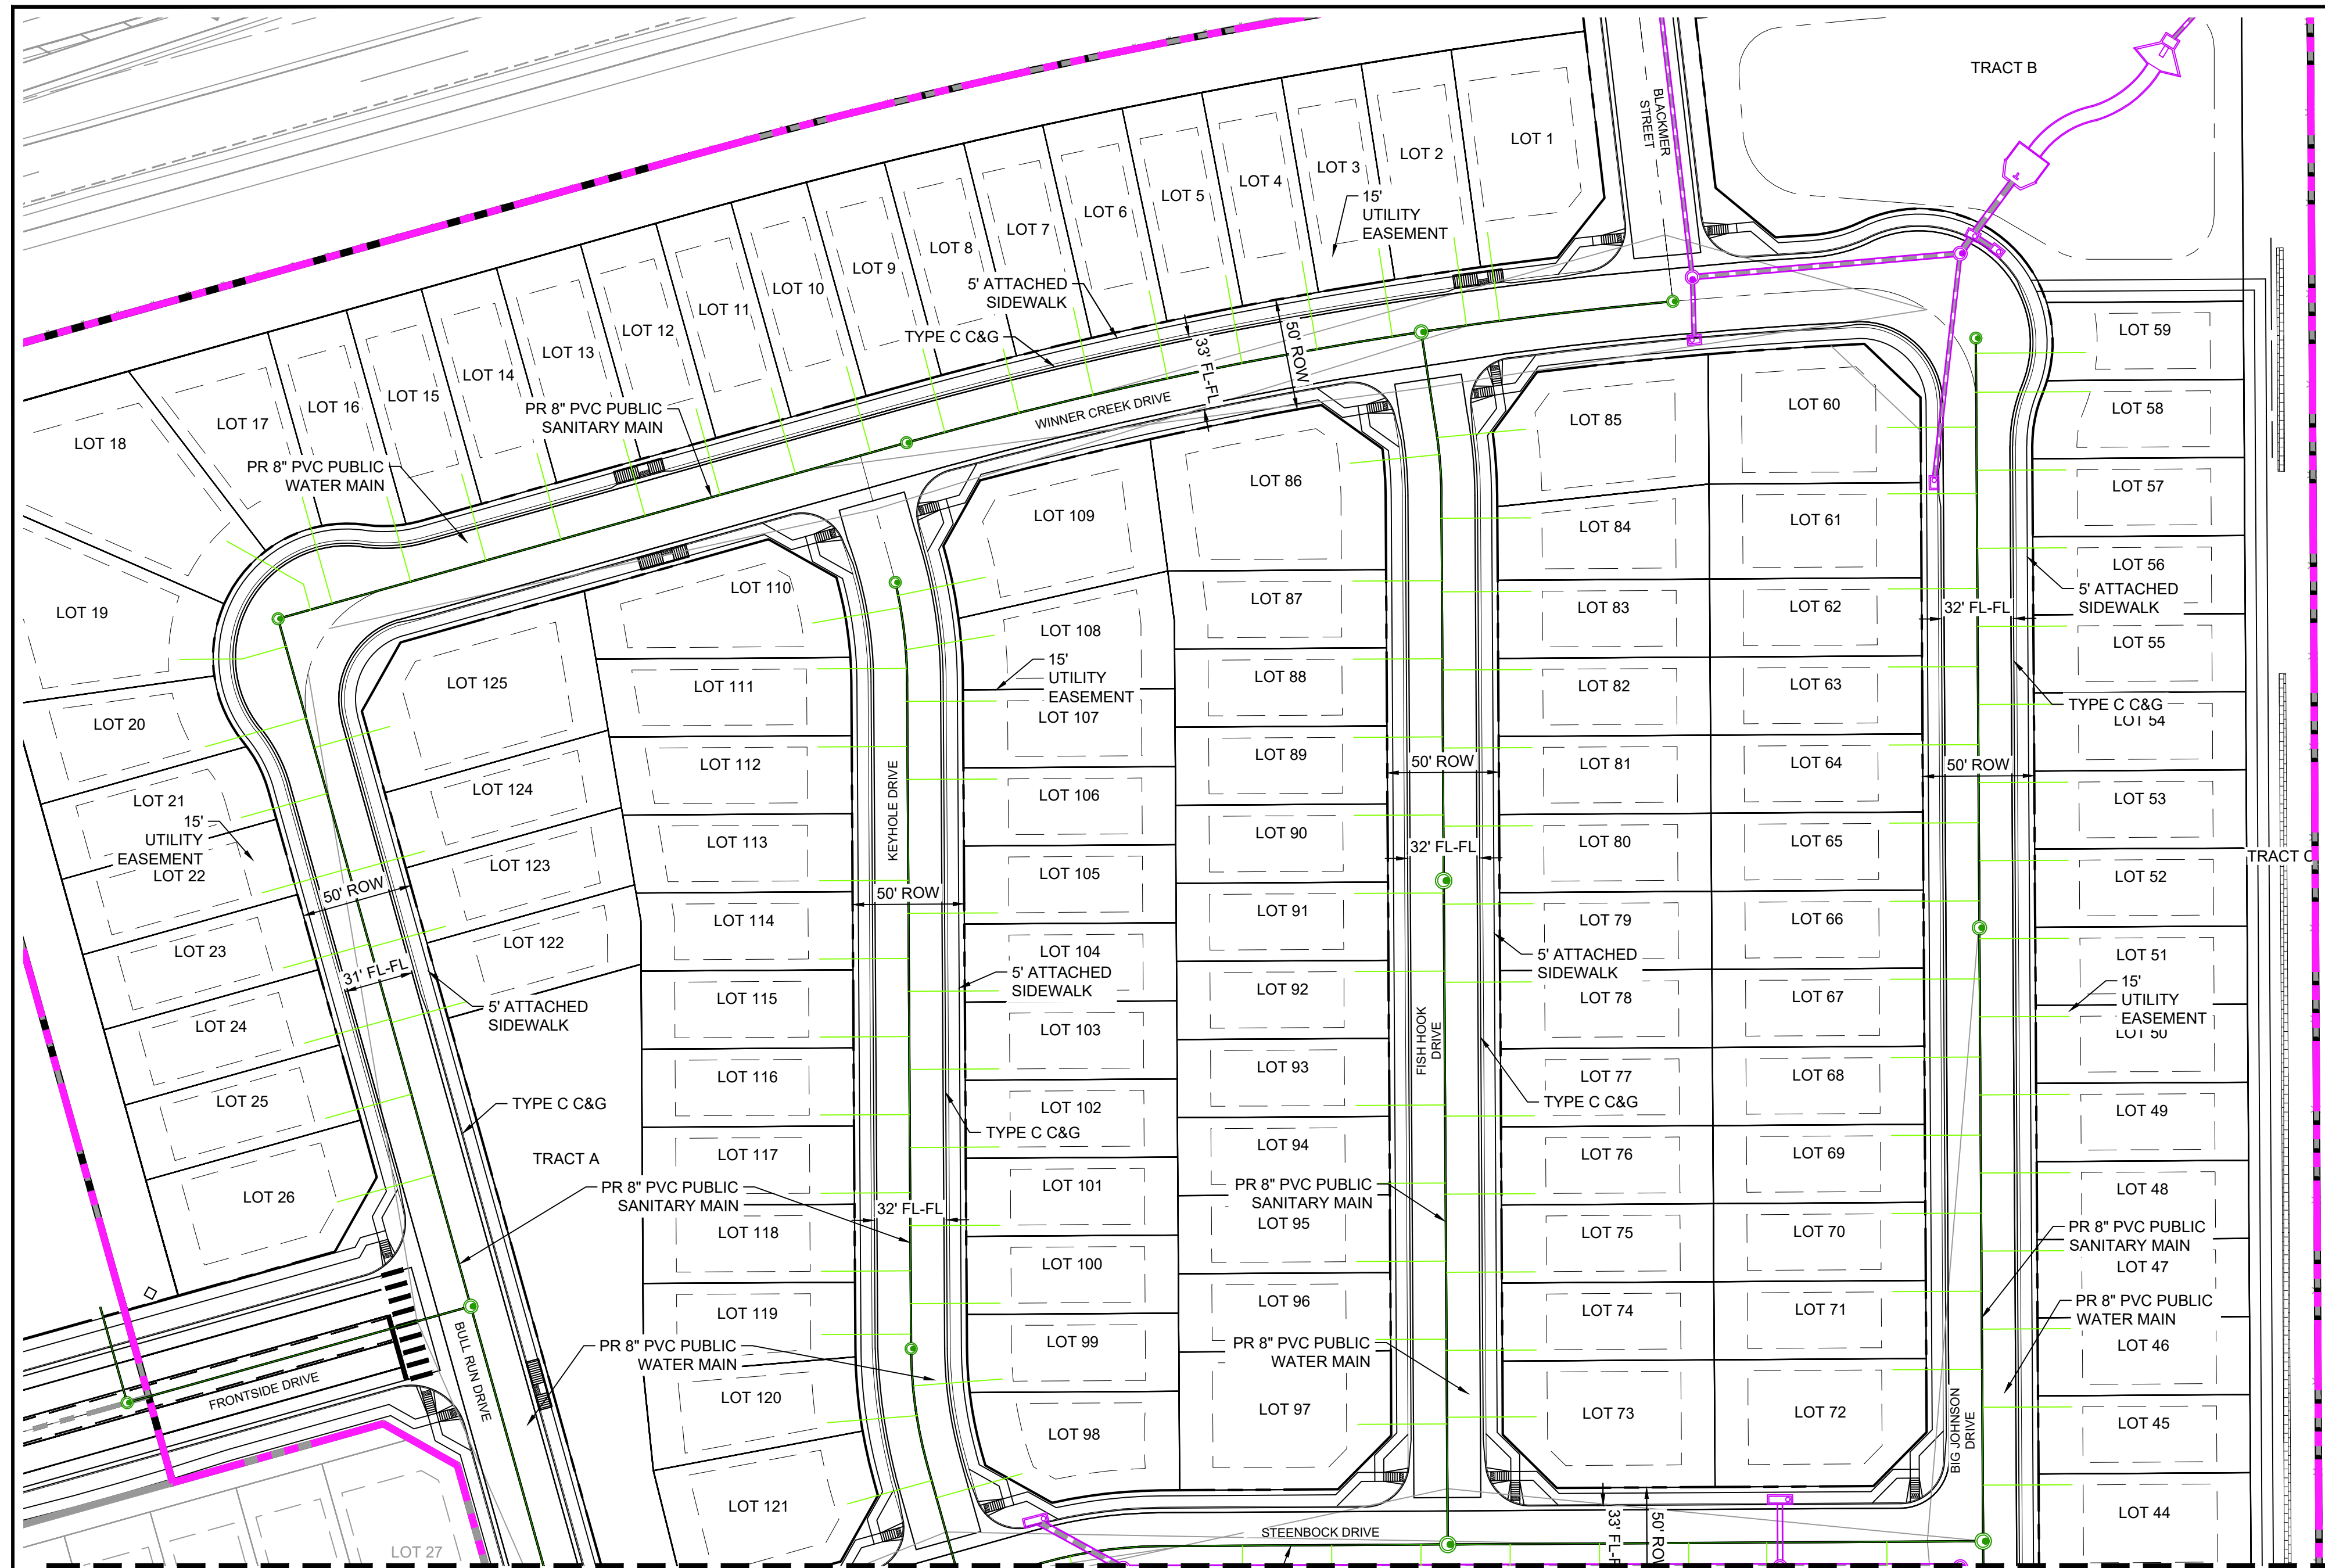 TRACT B
BLACKMER
STREET
LOT 1
LOT 2
LOT 3
LOT 4
LOT 5
LOT 6
LOT 7
LOT 8
LOT 9
LOT 10
LOT 11
LOT 12
LOT 13
LOT 14
LOT 15
LOT 16
LOT 17
LOT 18
15'
UTILITY
EASEMENT
5' ATTACHED
SIDEWALK
TYPE C C&G
33' FL-FL
50' ROW
WINNER CREEK DRIVE
PR 8" PVC PUBLIC
SANITARY MAIN
PR 8" PVC PUBLIC
WATER MAIN
LOT 19
LOT 20
LOT 21
15'
UTILITY
EASEMENT
LOT 22
LOT 23
LOT 24
LOT 25
LOT 26
50' ROW
31' FL-FL
5' ATTACHED
SIDEWALK
TYPE C C&G
TRACT A
PR 8" PVC PUBLIC
SANITARY MAIN
PR 8" PVC PUBLIC
WATER MAIN
BULL RUN DRIVE
FRONTSIDE DRIVE
LOT 27
LOT 125
LOT 124
LOT 123
LOT 122
LOT 110
LOT 111
LOT 112
LOT 113
LOT 114
LOT 115
LOT 116
LOT 117
LOT 118
LOT 119
LOT 120
LOT 121
KEYHOLE DRIVE
50' ROW
32' FL-FL
LOT 109
LOT 108
15'
UTILITY
EASEMENT
LOT 107
LOT 106
LOT 105
LOT 104
5' ATTACHED
SIDEWALK
LOT 103
LOT 102
TYPE C C&G
LOT 101
LOT 100
LOT 99
LOT 98
LOT 86
LOT 87
LOT 88
LOT 89
LOT 90
LOT 91
LOT 92
LOT 93
LOT 94
PR 8" PVC PUBLIC
SANITARY MAIN
LOT 95
LOT 96
PR 8" PVC PUBLIC
WATER MAIN
LOT 97
50' ROW
32' FL-FL
FISH HOOK
DRIVE
STEENBOCK DRIVE
LOT 85
LOT 84
LOT 83
LOT 82
LOT 81
LOT 80
LOT 79
5' ATTACHED
SIDEWALK
LOT 78
LOT 77
TYPE C C&G
LOT 76
LOT 75
LOT 74
LOT 73
33' FL-F
50' ROW
LOT 60
LOT 61
LOT 62
LOT 63
LOT 64
LOT 65
LOT 66
LOT 67
LOT 68
LOT 69
LOT 70
LOT 71
LOT 72
32' FL-FL
50' ROW
BIG JOHNSON
DRIVE
LOT 59
LOT 58
LOT 57
LOT 56
5' ATTACHED
SIDEWALK
LOT 55
TYPE C C&G
LOT 54
LOT 53
TRACT C
LOT 52
LOT 51
15'
UTILITY
EASEMENT
LOT 50
LOT 49
LOT 48
PR 8" PVC PUBLIC
SANITARY MAIN
LOT 47
PR 8" PVC PUBLIC
WATER MAIN
LOT 46
LOT 45
LOT 44